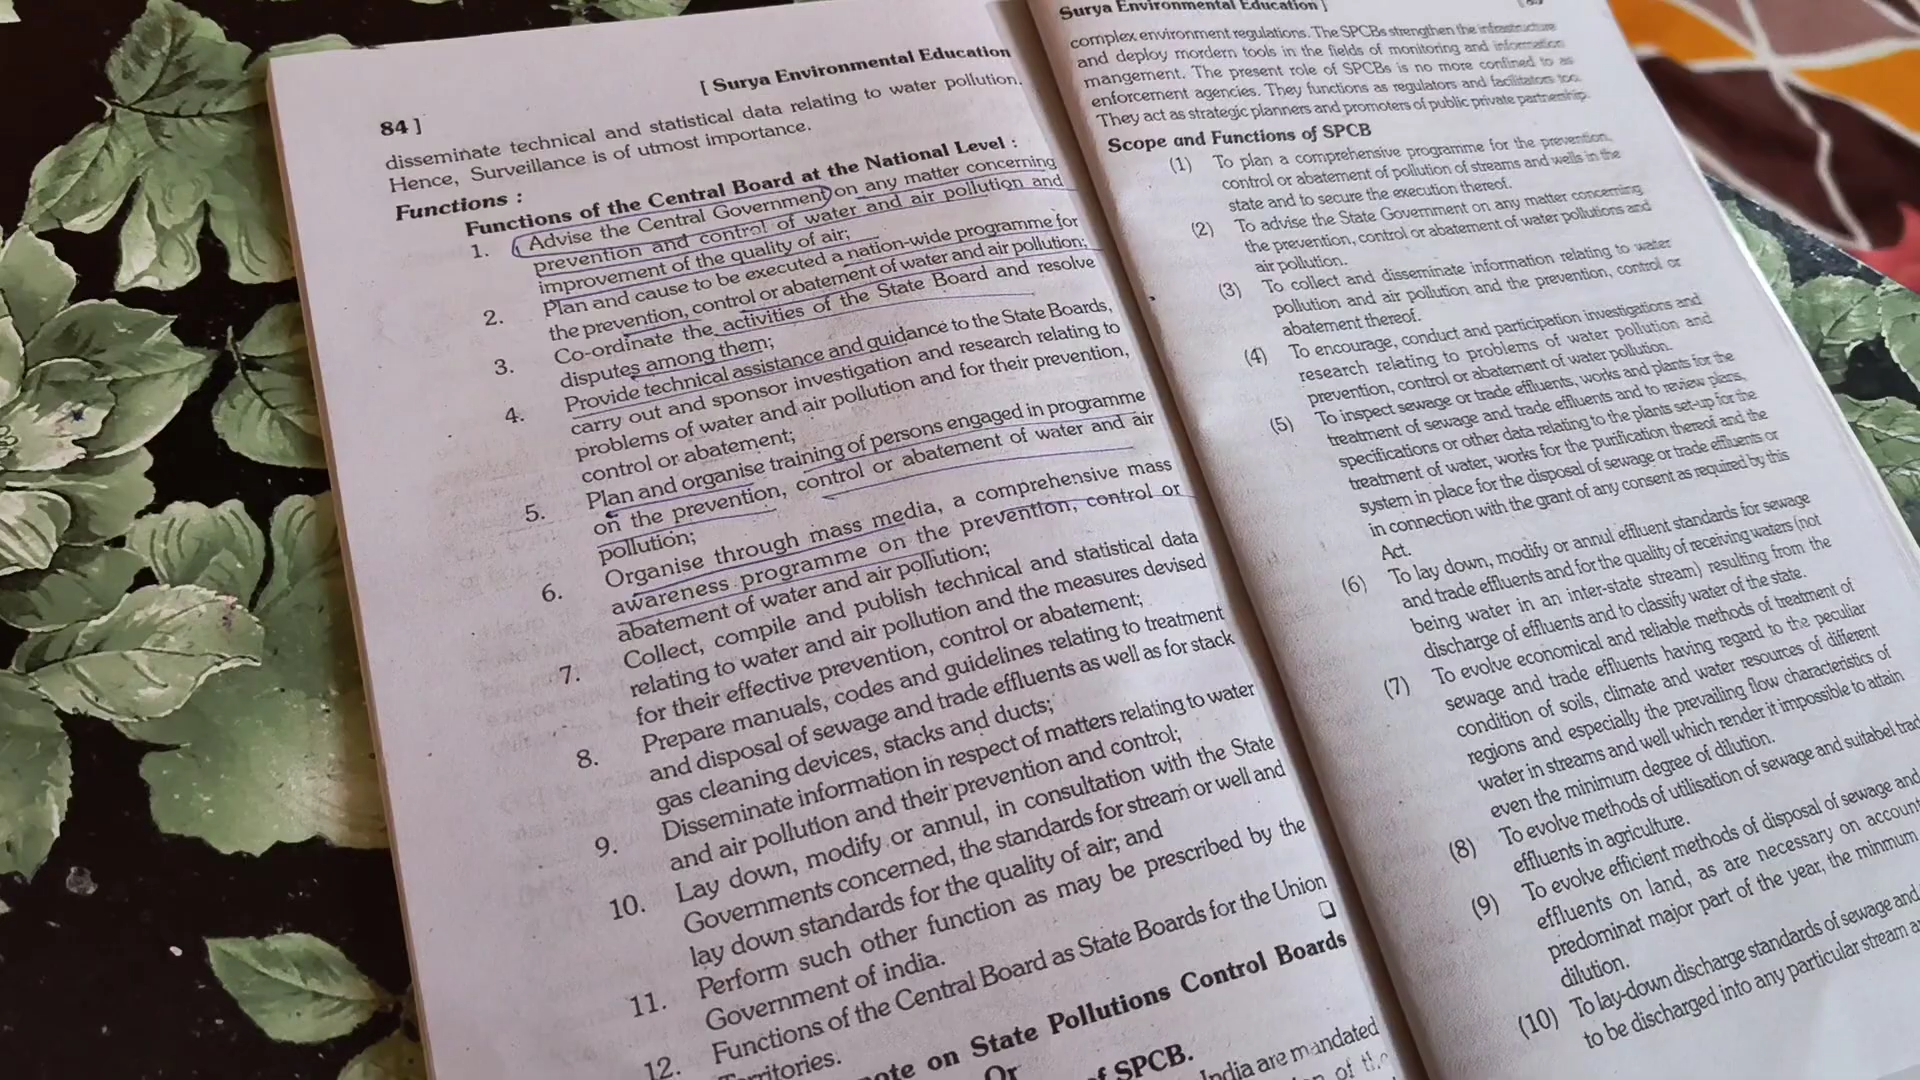 [ Surya Environmental Education
84 ]
disseminate technical and statistical data relating to water pollution.
Hence, Surveillance is of utmost importance.
Functions :
Functions of the Central Board at the National Level :
1. Advise the Central Government on any matter concerning
prevention and control of water and air pollution and
improvement of the quality of air;
2. Plan and cause to be executed a nation-wide programme for
the prevention, control or abatement of water and air pollution;
3. Co-ordinate the activities of the State Board and resolve
disputes among them;
4. Provide technical assistance and guidance to the State Boards,
carry out and sponsor investigation and research relating to
problems of water and air pollution and for their prevention,
control or abatement;
5. Plan and organise training of persons engaged in programme
on the prevention, control or abatement of water and air
pollution;
6. Organise through mass media, a comprehensive mass
awareness programme on the prevention, control or
abatement of water and air pollution;
7. Collect, compile and publish technical and statistical data
relating to water and air pollution and the measures devised
for their effective prevention, control or abatement;
8. Prepare manuals, codes and guidelines relating to treatment
and disposal of sewage and trade effluents as well as for stack
gas cleaning devices, stacks and ducts;
9. Disseminate information in respect of matters relating to water
and air pollution and their prevention and control;
10. Lay down, modify or annul, in consultation with the State
Governments concerned, the standards for stream or well and
lay down standards for the quality of air; and
11. Perform such other function as may be prescribed by the
Government of india.
12. Functions of the Central Board as State Boards for the Union
Territories.
note on State Pollutions Control Boards
Or
of SPCB.
India are mandated
of the
Surya Environmental Education ]
complex environment regulations. The SPCBs strengthen the infrastructure
and deploy mordern tools in the fields of monitoring and information
mangement. The present role of SPCBs is no more confined to as
enforcement agencies. They functions as regulators and facilitators too.
They act as strategic planners and promoters of public private partnership.
Scope and Functions of SPCB
(1) To plan a comprehensive programme for the prevention,
control or abatement of pollution of streams and wells in the
state and to secure the execution thereof.
(2) To advise the State Government on any matter concerning
the prevention, control or abatement of water pollutions and
air pollution.
(3) To collect and disseminate information relating to water
pollution and air pollution and the prevention, control or
abatement thereof.
(4) To encourage, conduct and participation investigations and
research relating to problems of water pollution and
prevention, control or abatement of water pollution.
(5) To inspect sewage or trade effluents, works and plants for the
treatment of sewage and trade effluents and to review plans,
specifications or other data relating to the plants set-up for the
treatment of water, works for the purification thereof and the
system in place for the disposal of sewage or trade effluents or
in connection with the grant of any consent as required by this
Act.
(6) To lay down, modify or annul effluent standards for sewage
and trade effluents and for the quality of receiving waters (not
being water in an inter-state stream) resulting from the
discharge of effluents and to classify water of the state.
(7) To evolve economical and reliable methods of treatment of
sewage and trade effluents having regard to the peculiar
condition of soils, climate and water resources of different
regions and especially the prevailing flow characteristics of
water in streams and well which render it impossible to attain
even the minimum degree of dilution.
(8) To evolve methods of utilisation of sewage and suitabel trad
effluents in agriculture.
(9) To evolve efficient methods of disposal of sewage and
effluents on land, as are necessary on account
predominat major part of the year, the minmum
dilution.
(10) To lay-down discharge standards of sewage and
to be discharged into any particular stream a